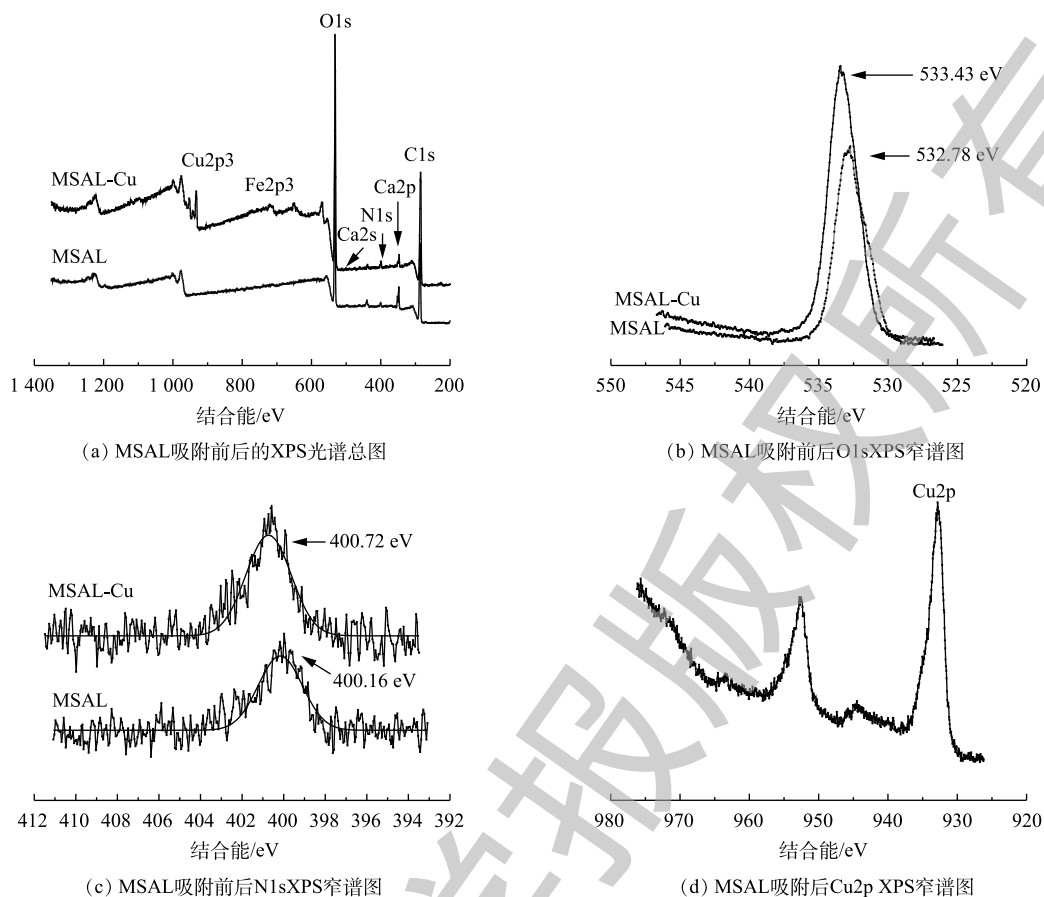 O1s
C1s
Cu2p3
MSAL-Cu
Fe2p3
Ca2p
N1s
Ca2s
MSAL
1 400 1 200 1 000 800 600 400 200
结合能/eV
(a) MSAL吸附前后的XPS光谱总图
533.43 eV
532.78 eV
MSAL-Cu
MSAL
550 545 540 535 530 525 520
结合能/eV
(b) MSAL吸附前后O1sXPS窄谱图
400.72 eV
MSAL-Cu
400.16 eV
MSAL
412 410 408 406 404 402 400 398 396 394 392
结合能/eV
(c) MSAL吸附前后N1sXPS窄谱图
Cu2p
980 970 960 950 940 930 920
结合能/eV
(d) MSAL吸附后Cu2p XPS窄谱图
学报版权所有